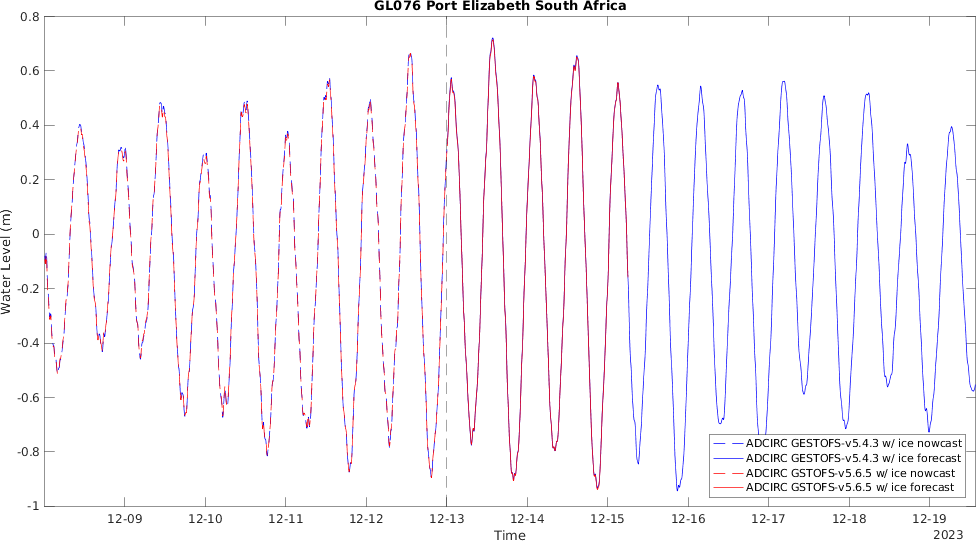 GL076 Port Elizabeth South Africa
0.8
0.6
0.4
0.2
0
-0.2
-0.4
-0.6
-0.8
-1
Water Level (m)
ADCIRC GESTOFS-v5.4.3 w/ ice nowcast
ADCIRC GESTOFS-v5.4.3 w/ ice forecast
ADCIRC GSTOFS-v5.6.5 w/ ice nowcast
ADCIRC GSTOFS-v5.6.5 w/ ice forecast
12-09 12-10 12-11 12-12 12-13 12-14 12-15 12-16 12-17 12-18 12-19
Time
2023